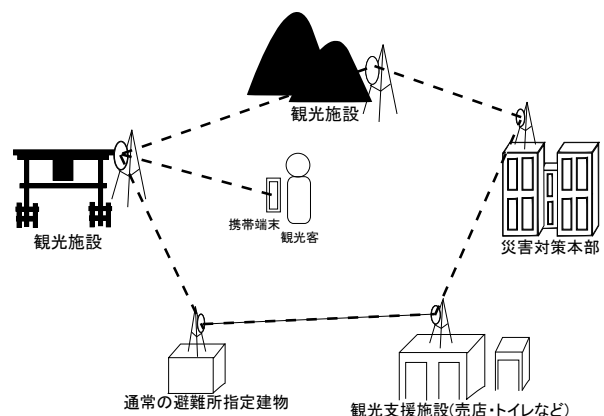 観光施設
観光施設
携帯端末
観光客
災害対策本部
通常の避難所指定建物
観光支援施設(売店・トイレなど)